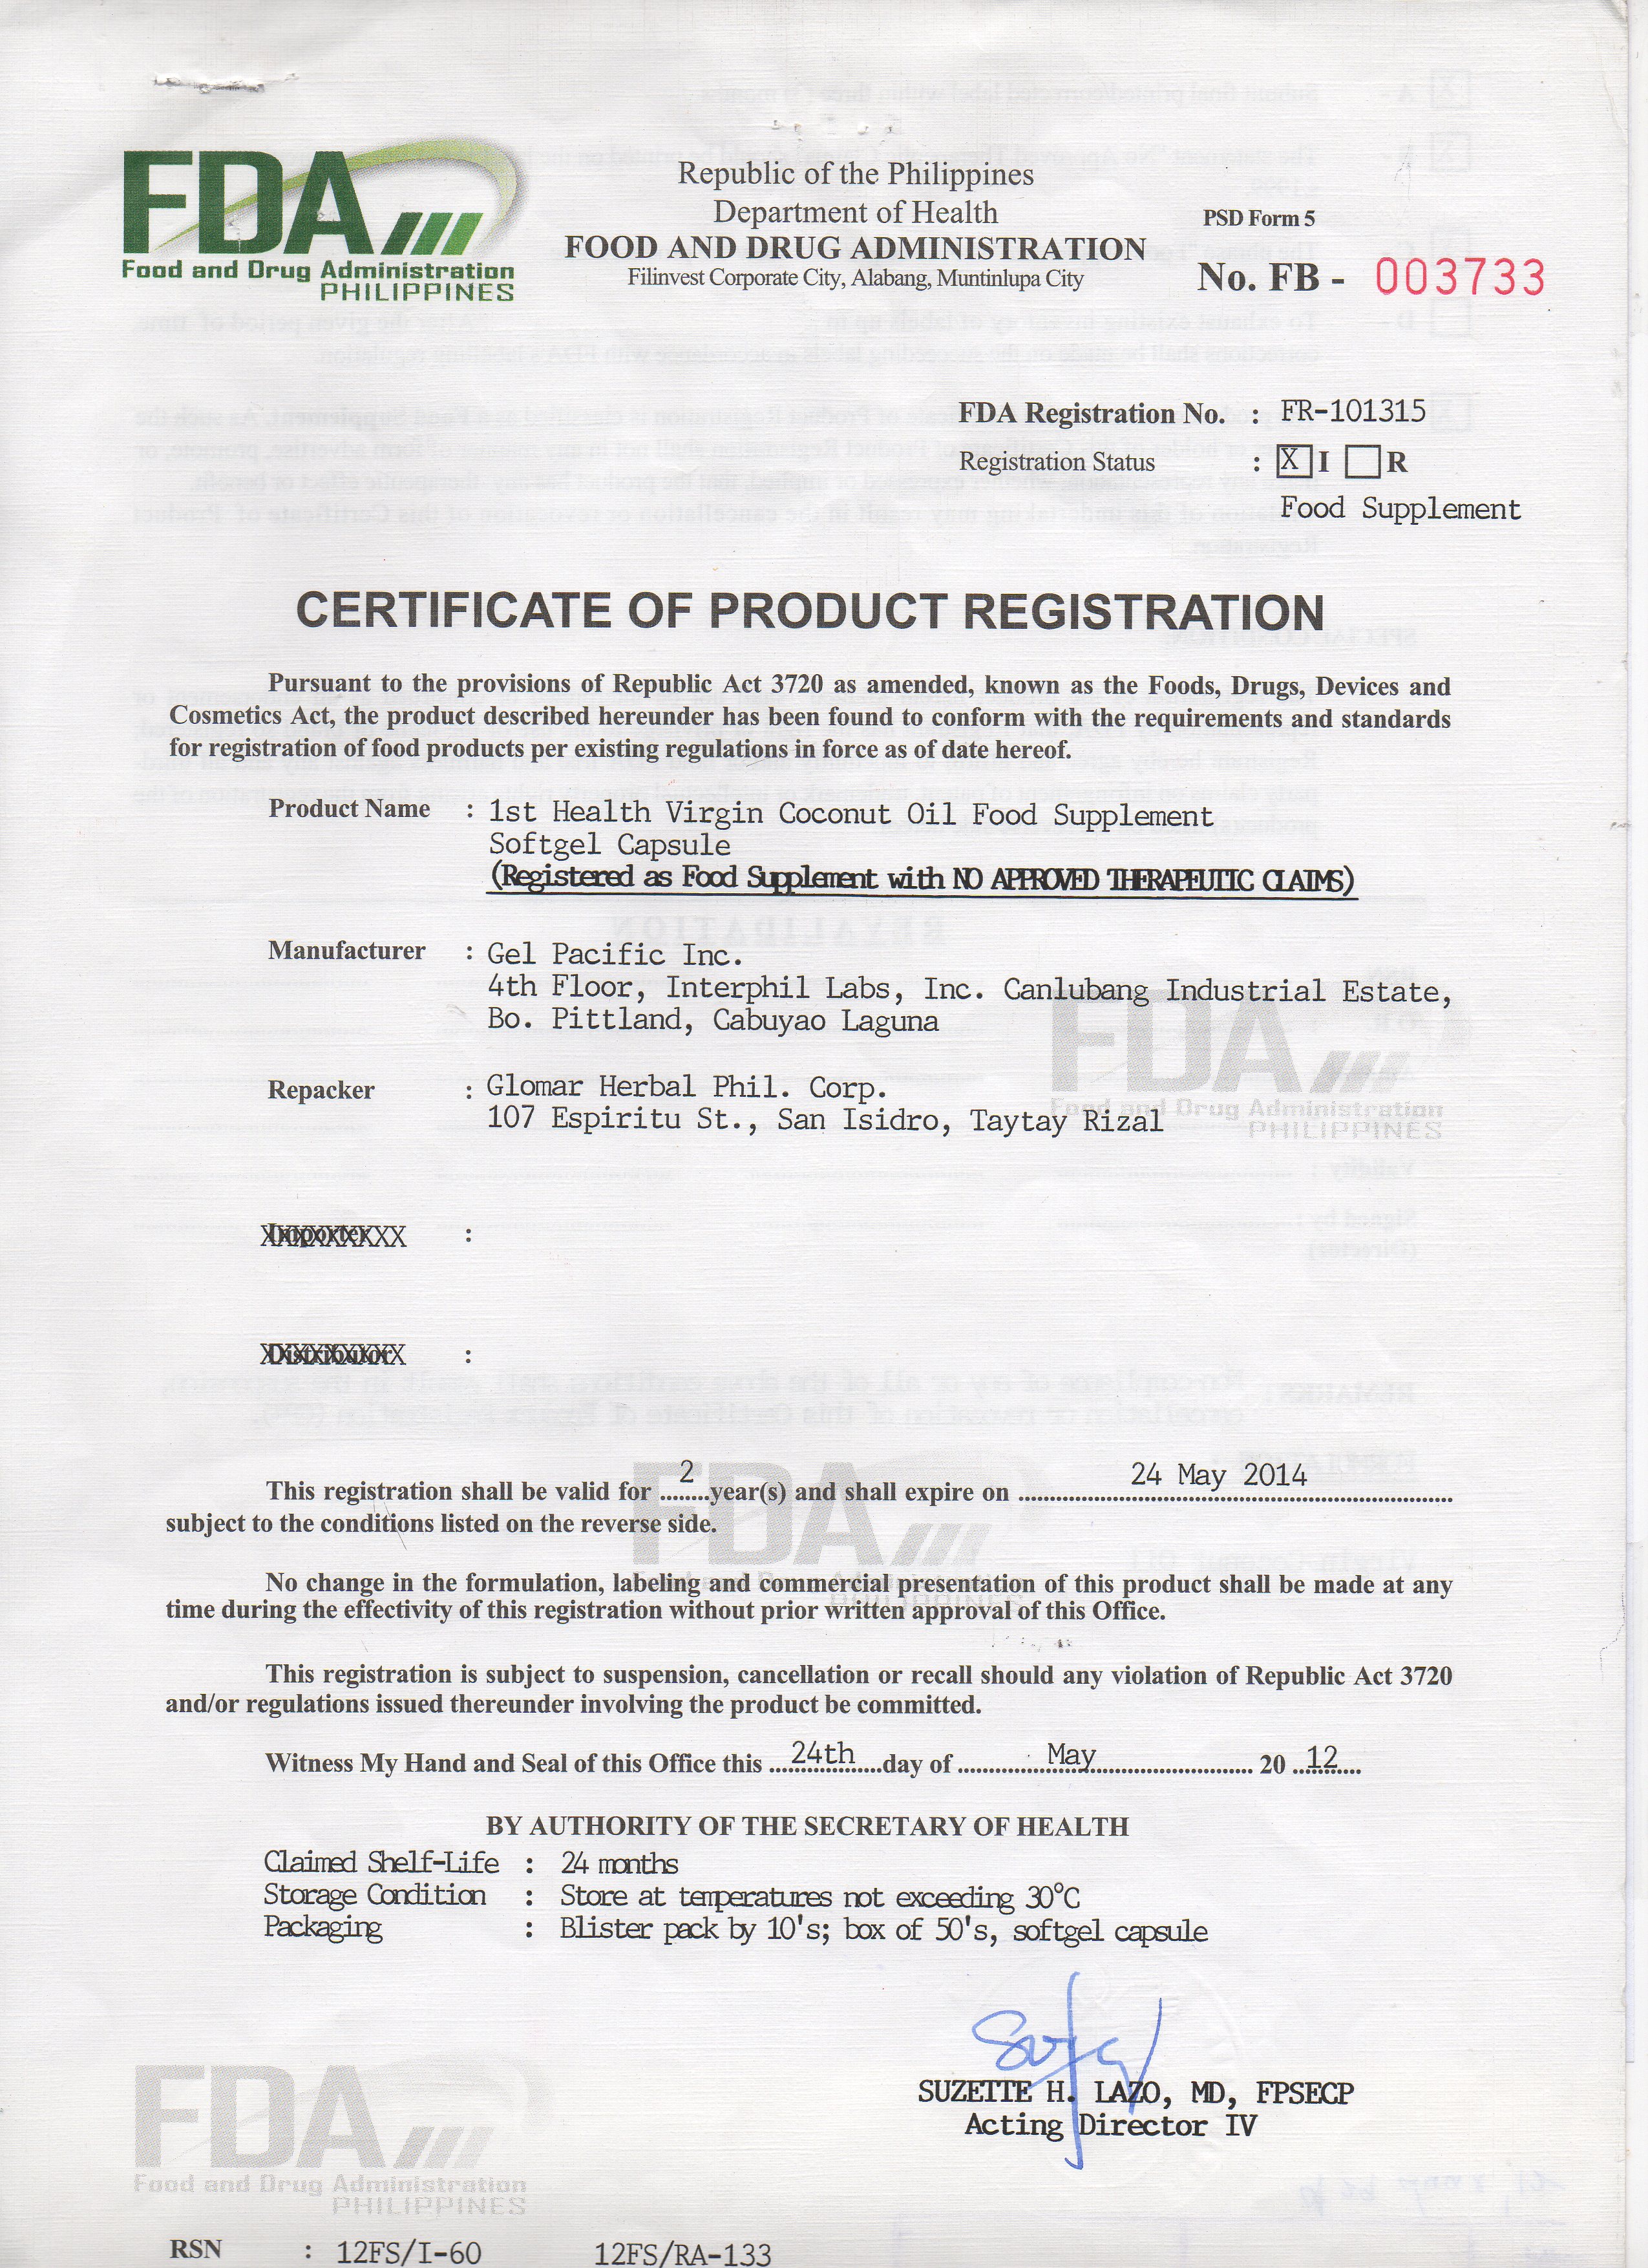 FDA
Food and Drug Administration
PHILIPPINES
Republic of the Philippines
Department of Health
FOOD AND DRUG ADMINISTRATION
Filinvest Corporate City, Alabang, Muntinlupa City
PSD Form 5
No. FB - 003733
FDA Registration No. : FR-101315
Registration Status : X I R
Food Supplement
CERTIFICATE OF PRODUCT REGISTRATION
Pursuant to the provisions of Republic Act 3720 as amended, known as the Foods, Drugs, Devices and
Cosmetics Act, the product described hereunder has been found to conform with the requirements and standards
for registration of food products per existing regulations in force as of date hereof.
Product Name : 1st Health Virgin Coconut Oil Food Supplement
Softgel Capsule
(Registered as Food Supplement with NO APPROVED THERAPEUTIC CLAIMS)
Manufacturer : Gel Pacific Inc.
4th Floor, Interphil Labs, Inc. Canlubang Industrial Estate,
Bo. Pittland, Cabuyao Laguna
Repacker : Glomar Herbal Phil. Corp.
107 Espiritu St., San Isidro, Taytay Rizal
FDA
Food and Drug Administration
PHILIPPINES
Importer :
Distributor :
This registration shall be valid for 2 year(s) and shall expire on 24 May 2014
subject to the conditions listed on the reverse side.
FDA
No change in the formulation, labeling and commercial presentation of this product shall be made at any
time during the effectivity of this registration without prior written approval of this Office.
This registration is subject to suspension, cancellation or recall should any violation of Republic Act 3720
and/or regulations issued thereunder involving the product be committed.
Witness My Hand and Seal of this Office this 24th day of May 20 12
BY AUTHORITY OF THE SECRETARY OF HEALTH
Claimed Shelf-Life : 24 months
Storage Condition : Store at temperatures not exceeding 30°C
Packaging : Blister pack by 10's; box of 50's, softgel capsule
SUZETTE H. LAZO, MD, FPSECP
Acting Director IV
FDA
Food and Drug Administration
PHILIPPINES
RSN : 12FS/I-60 12FS/RA-133